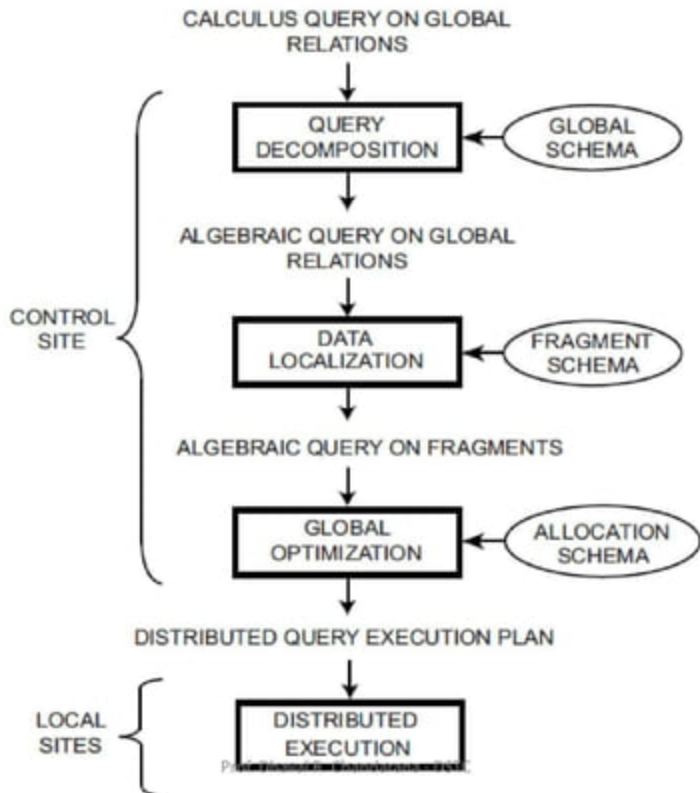 CALCULUS QUERY ON GLOBAL
RELATIONS
QUERY
DECOMPOSITION
GLOBAL
SCHEMA
ALGEBRAIC QUERY ON GLOBAL
RELATIONS
CONTROL
SITE
DATA
LOCALIZATION
FRAGMENT
SCHEMA
ALGEBRAIC QUERY ON FRAGMENTS
GLOBAL
OPTIMIZATION
ALLOCATION
SCHEMA
DISTRIBUTED QUERY EXECUTION PLAN
LOCAL
SITES
DISTRIBUTED
EXECUTION